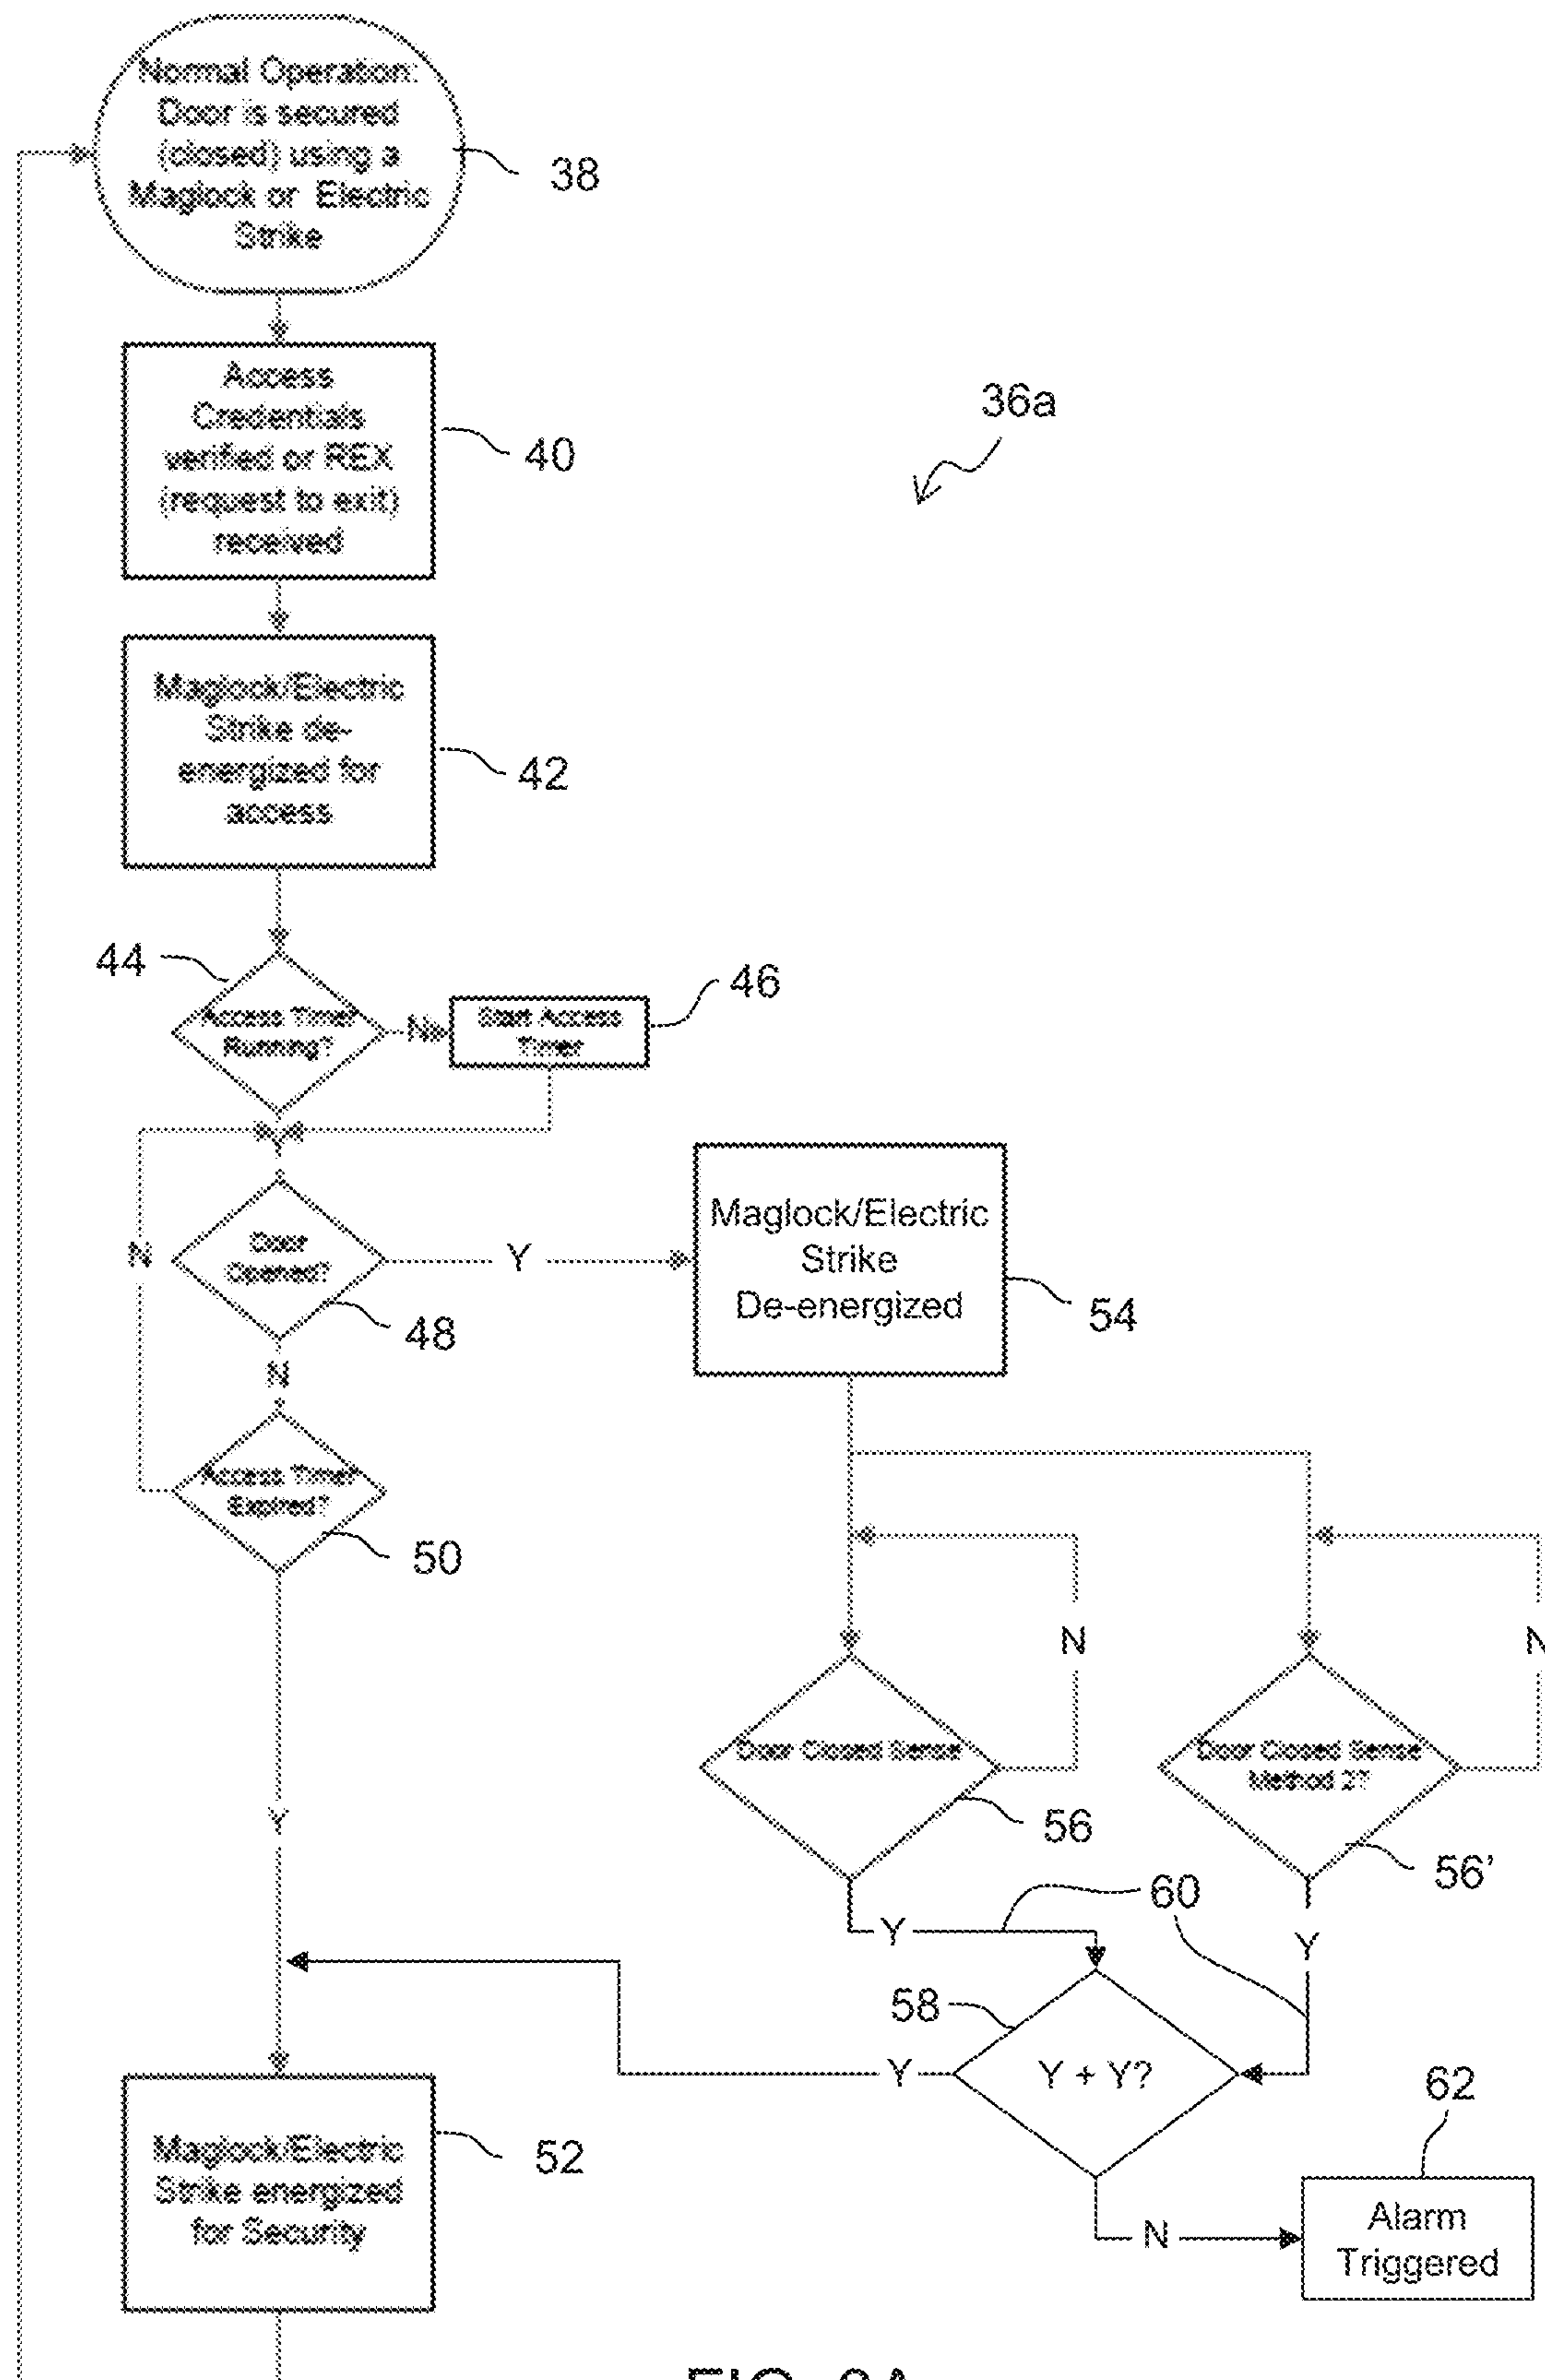 Normal Operation:
Door is secured
(closed) using a
Maglock or Electric
Strike
38
Access
Credentials
verified or REX
(request to exit)
received
40
36a
Maglock/Electric
Strike de-
energized for
access
42
44
Access Timer
Running?
N
Start Access
Timer
46
Y
Door
Opened?
48
N
Y
N
Maglock/Electric
Strike
De-energized
54
Access Timer
Expired?
50
Y
Door Closed Sense
56
N
Door Closed Sense
Method 2?
56’
N
Y
60
Y
58
Y + Y?
Y
N
62
Alarm
Triggered
Maglock/Electric
Strike energized
for Security
52